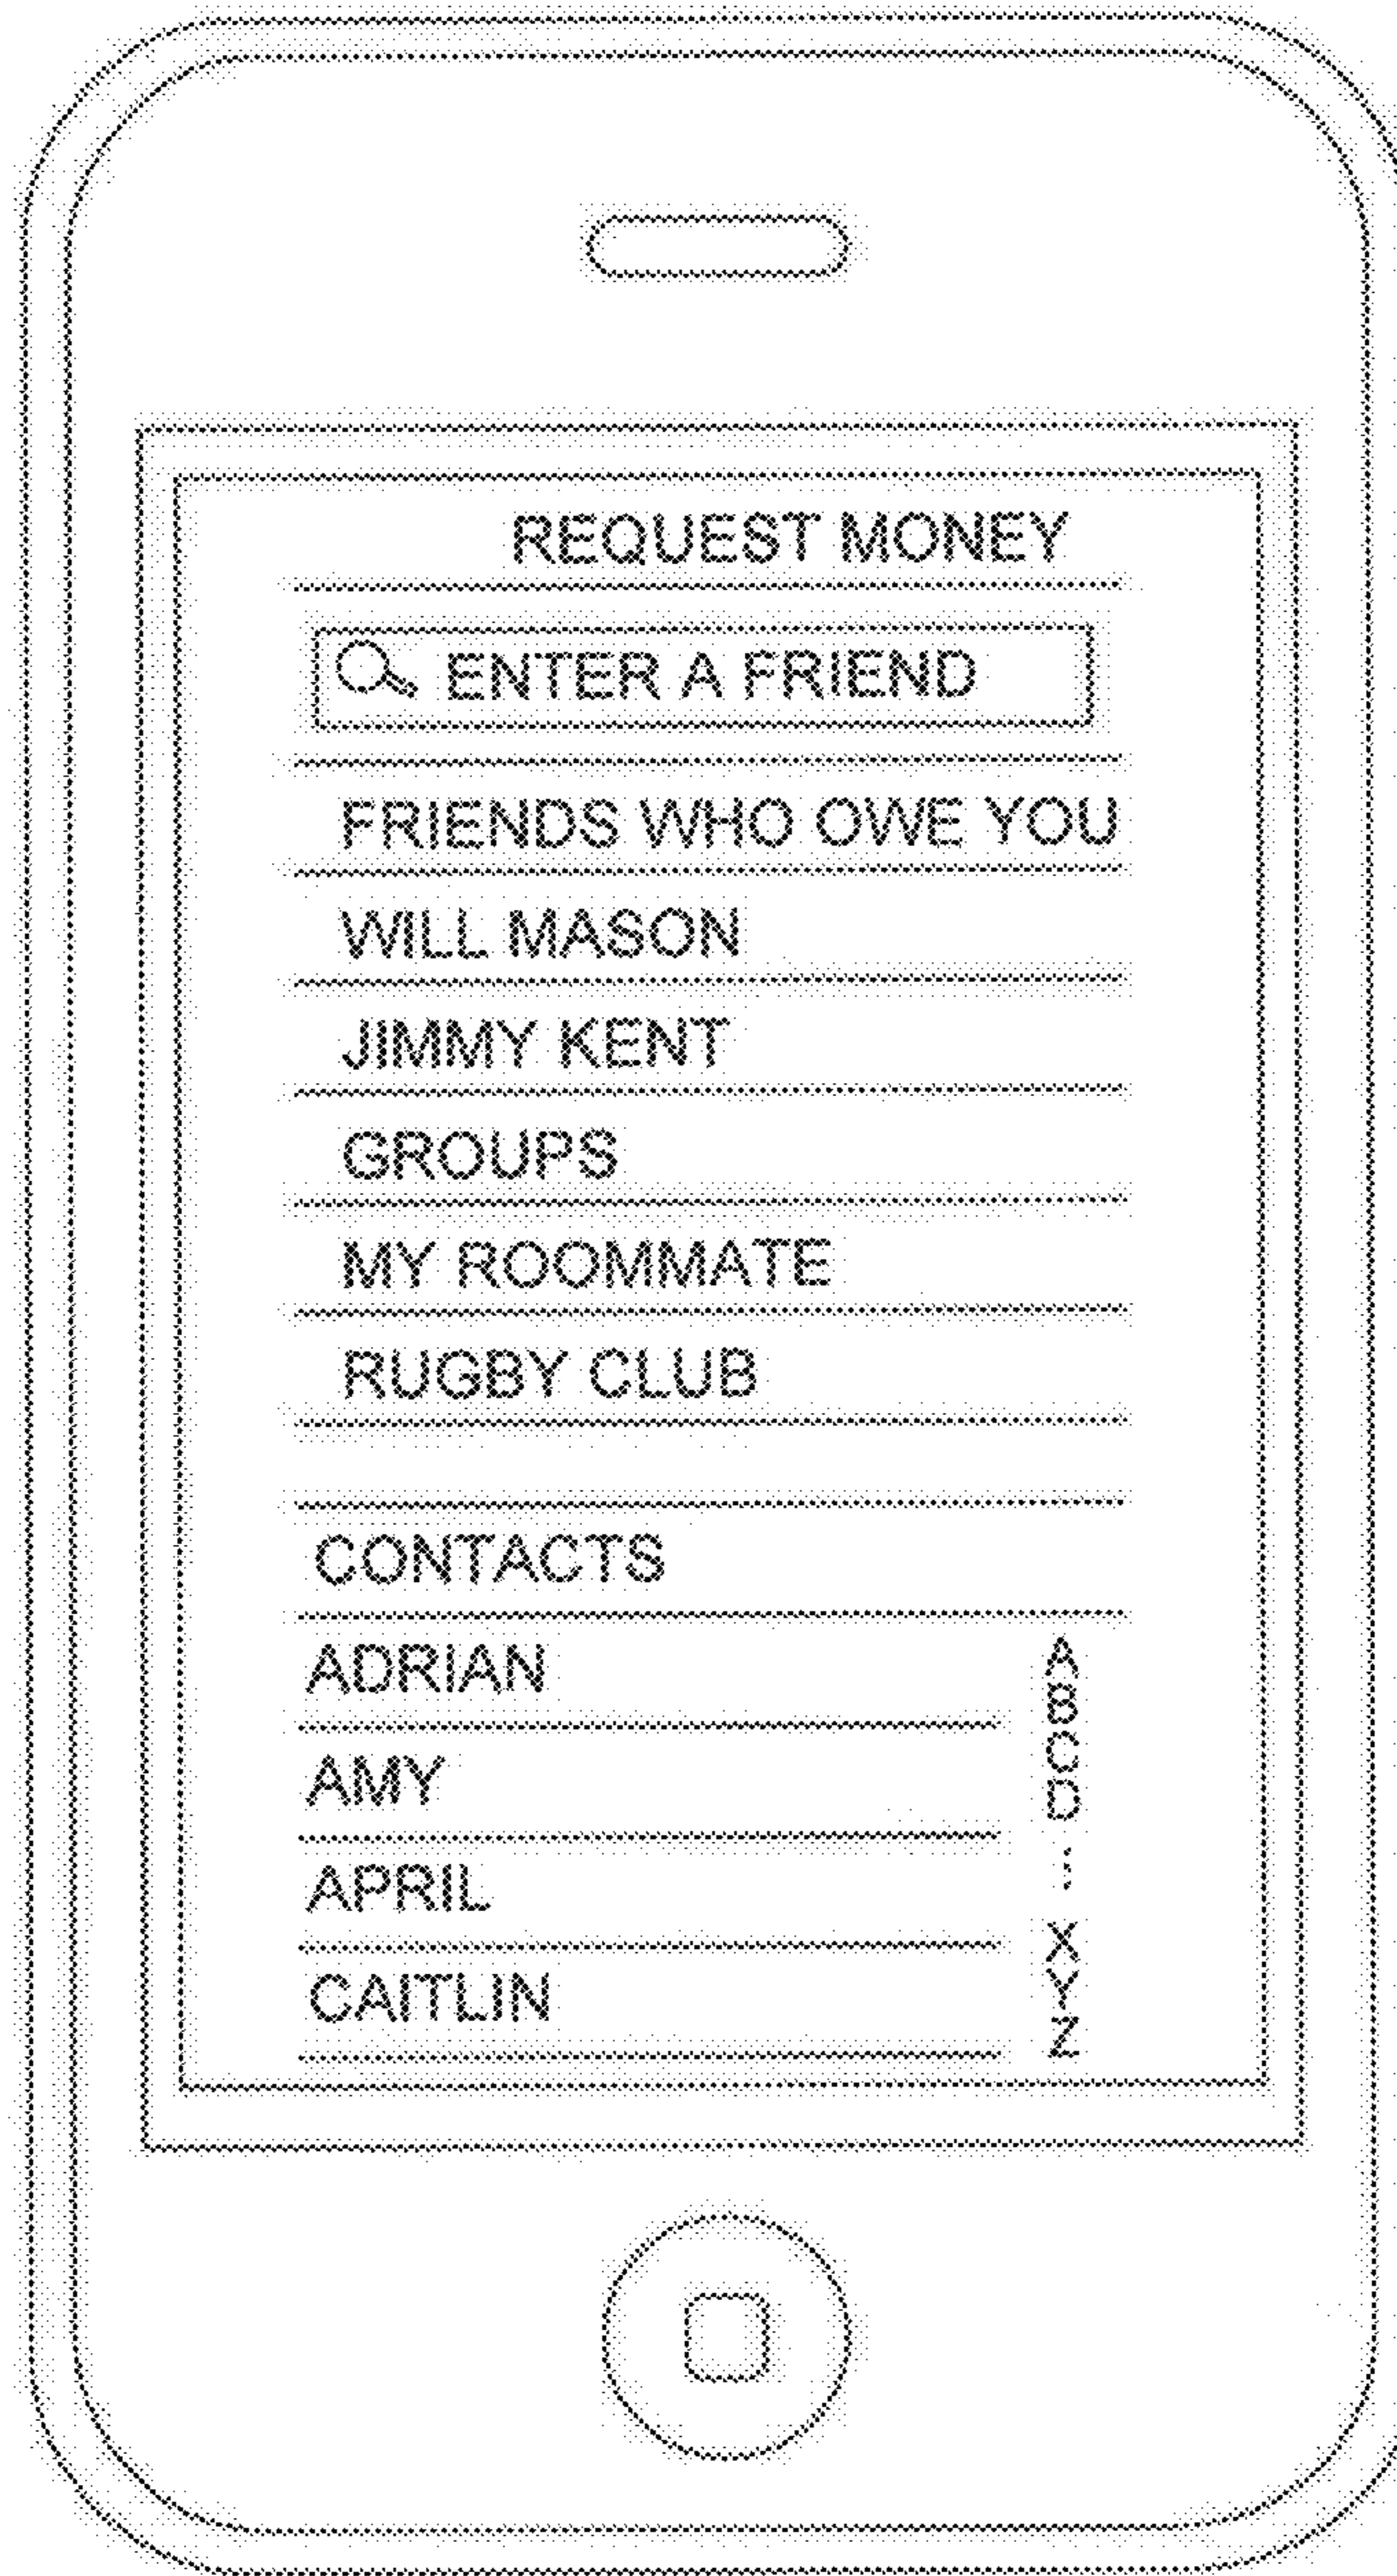 REQUEST MONEY
ENTER A FRIEND
FRIENDS WHO OWE YOU
WILL MASON
JIMMY KENT
GROUPS
MY ROOMMATE
RUGBY CLUB
CONTACTS
ADRIAN
AMY
APRIL
CAITLIN
A
B
C
D
⋮
X
Y
Z